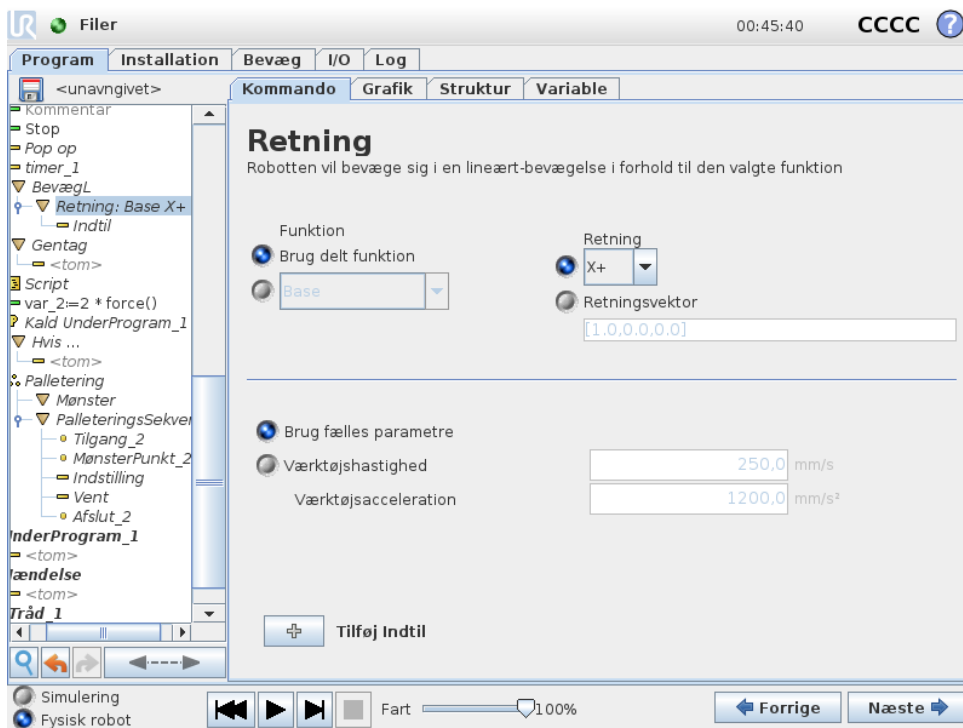 UR Filer 00:45:40 CCCC ?
Program Installation Bevæg I/O Log
<unavngivet>
Kommando Grafik Struktur Variable
Kommentar
Stop
Pop op
timer_1
BevægL
Retning: Base X+
Indtil
Gentag
<tom>
Script
var_2:=2 * force()
Kald UnderProgram_1
Hvis ...
<tom>
Palletering
Mønster
PalleteringsSekver
Tilgang_2
MønsterPunkt_2
Indstilling
Vent
Afslut_2
UnderProgram_1
<tom>
Hændelse
<tom>
Tråd_1
Retning
Robotten vil bevæge sig i en lineært-bevægelse i forhold til den valgte funktion
Funktion
Brug delt funktion
Base
Retning
X+
Retningsvektor
[1.0,0.0,0.0]
Brug fælles parametre
Værktøjshastighed 250,0 mm/s
Værktøjsacceleration 1200,0 mm/s²
Tilføj Indtil
Simulering
Fysisk robot
Fart 100%
Forrige Næste